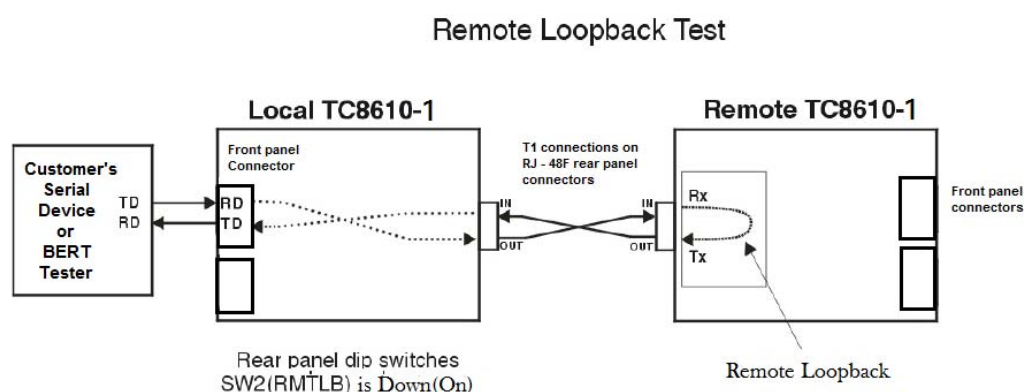 Remote Loopback Test
Local TC8610-1
Remote TC8610-1
Front panel
Connector
T1 connections on
RJ - 48F rear panel
connectors
Customer's
Serial
Device
or
BERT
Tester
TD
RD
RD
TD
IN
OUT
IN
OUT
Rx
Tx
Front panel
connectors
Rear panel dip switches
SW2(RMTLB) is Down(On)
Remote Loopback